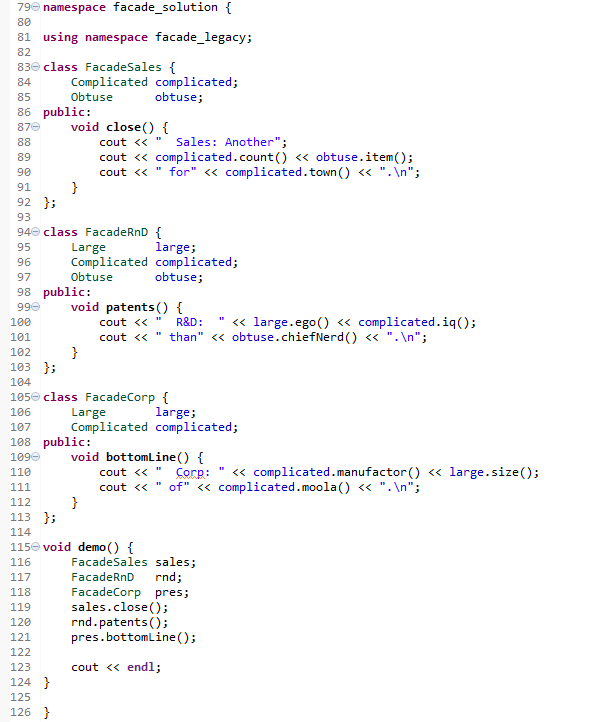 79 namespace facade_solution {
80
81 using namespace facade_legacy;
82
83 class FacadeSales {
84     Complicated complicated;
85     Obtuse      obtuse;
86 public:
87     void close() {
88         cout << "  Sales: Another";
89         cout << complicated.count() << obtuse.item();
90         cout << " for" << complicated.town() << ".\n";
91     }
92 };
93
94 class FacadeRnD {
95     Large       large;
96     Complicated complicated;
97     Obtuse      obtuse;
98 public:
99     void patents() {
100         cout << "  R&D:  " << large.ego() << complicated.iq();
101         cout << " than" << obtuse.chiefNerd() << ".\n";
102     }
103 };
104
105 class FacadeCorp {
106     Large       large;
107     Complicated complicated;
108 public:
109     void bottomLine() {
110         cout << "  Corp: " << complicated.manufactor() << large.size();
111         cout << " of" << complicated.moola() << ".\n";
112     }
113 };
114
115 void demo() {
116     FacadeSales sales;
117     FacadeRnD   rnd;
118     FacadeCorp  pres;
119     sales.close();
120     rnd.patents();
121     pres.bottomLine();
122
123     cout << endl;
124 }
125
126 }